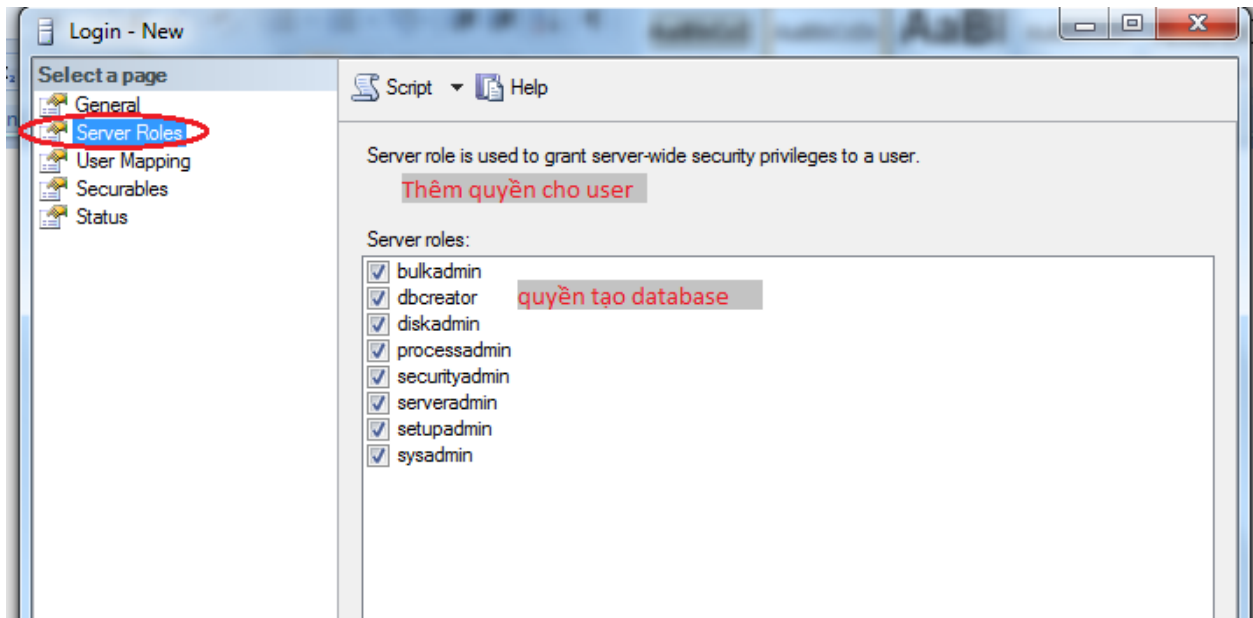 Login - New
Select a page
General
Server Roles
User Mapping
Securables
Status
Script
Help
Server role is used to grant server-wide security privileges to a user.
Thêm quyền cho user
Server roles:
bulkadmin
dbcreator
quyền tạo database
diskadmin
processadmin
securityadmin
serveradmin
setupadmin
sysadmin